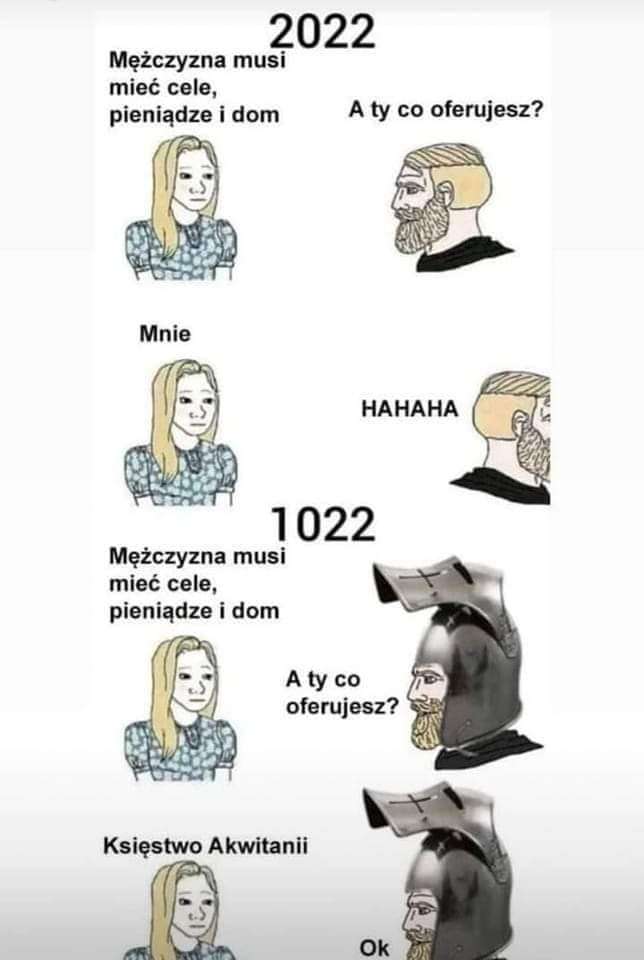 2022
Mężczyzna musi
mieć cele,
pieniądze i dom
A ty co oferujesz?
Mnie
HAHAHA
1022
Mężczyzna musi
mieć cele,
pieniądze i dom
A ty co
oferujesz?
Księstwo Akwitanii
Ok